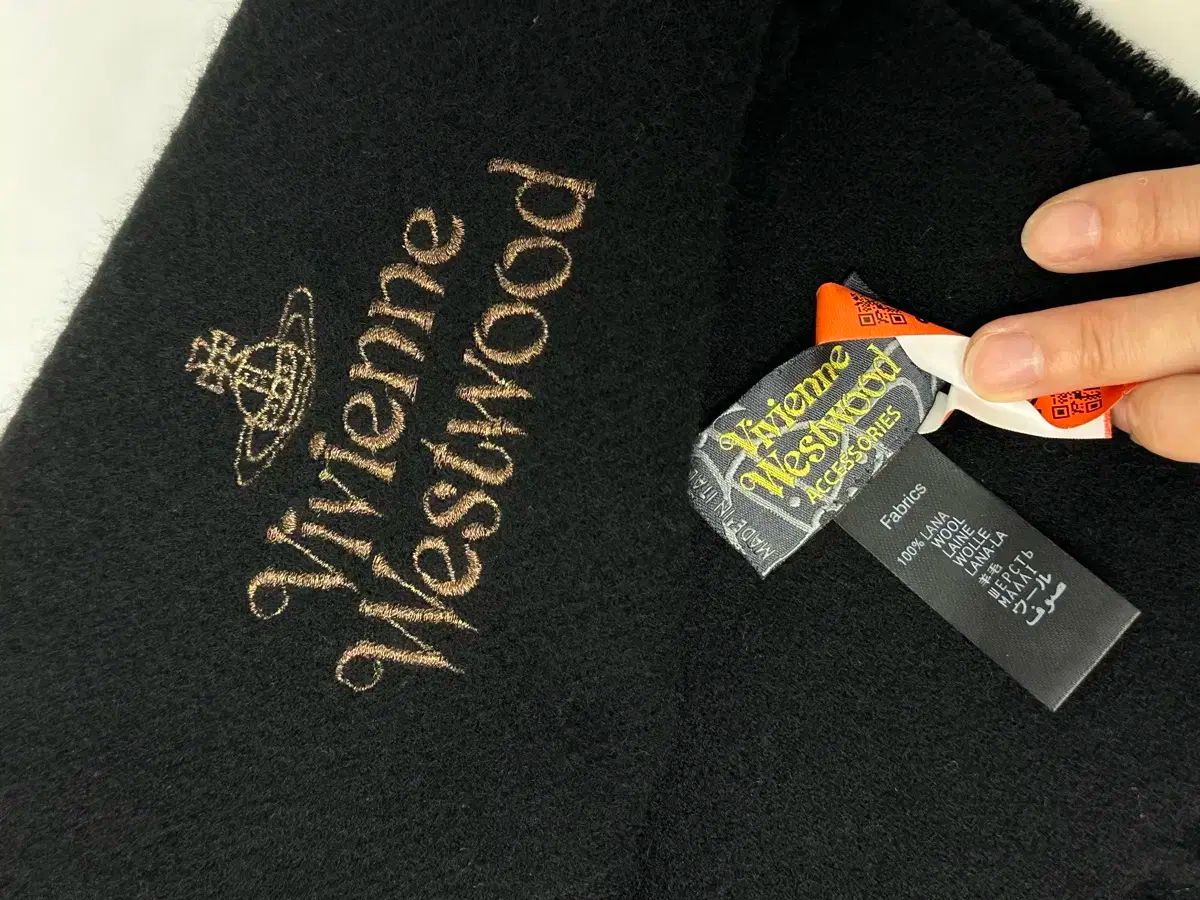 Vivienne
Westwood
Vivienne
Westwood
ACCESSORIES
MADE IN ITALY
Fabrics
100% LANA
WOOL
LAINE
WOLLE
LANA-LA
羊毛
ШЕРСТЬ
ΜΑΛΛΙ
ウール
صوف